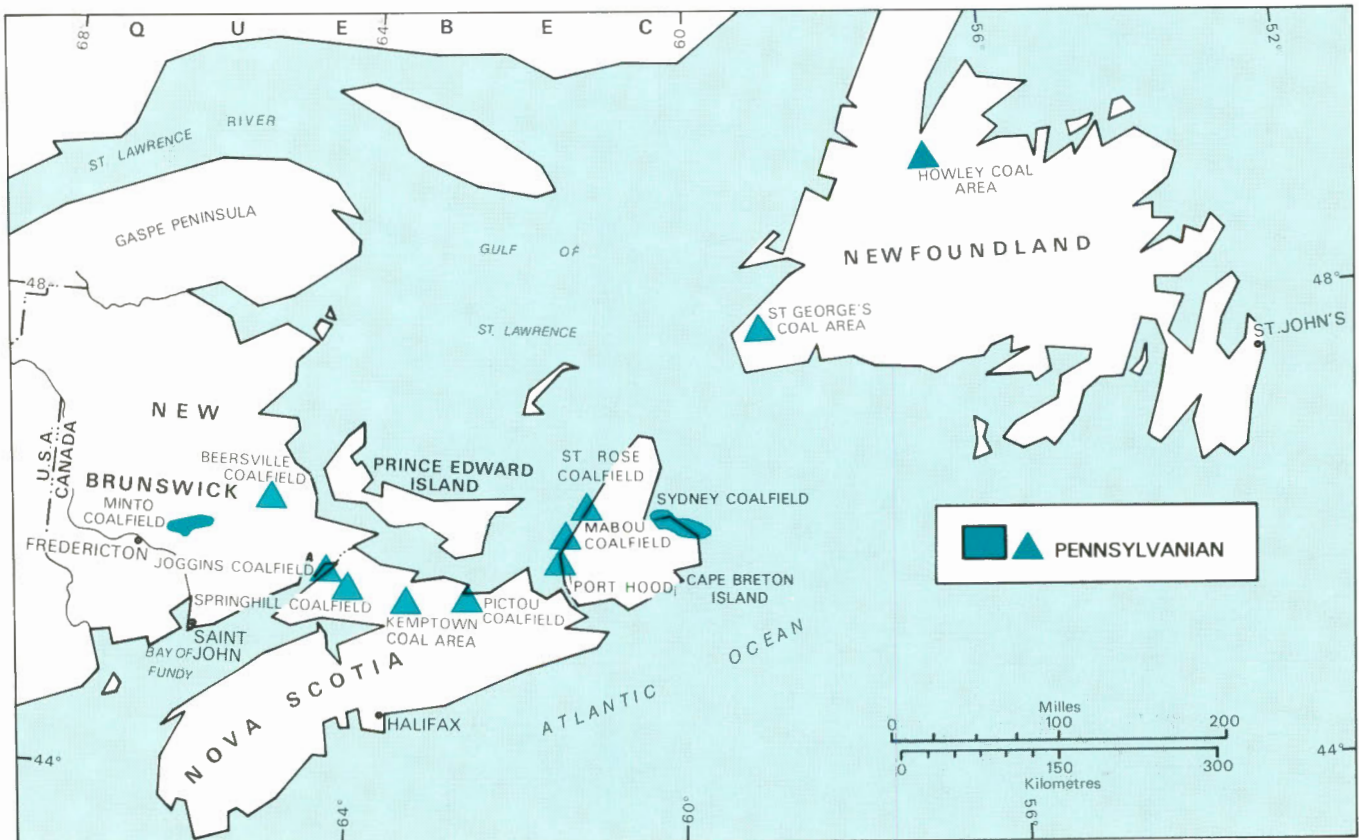 68°
Q U E B E C
64°
60°
56°
52°
ST. LAWRENCE RIVER
GASPE PENINSULA
GULF OF
ST. LAWRENCE
48°
48°
HOWLEY COAL
AREA
NEWFOUNDLAND
ST GEORGE'S
COAL AREA
ST. JOHN'S
U.S.A.
CANADA
NEW
BRUNSWICK
BEERSVILLE
COALFIELD
MINTO
COALFIELD
FREDERICTON
PRINCE EDWARD
ISLAND
ST. ROSE
COALFIELD
SYDNEY COALFIELD
MABOU
COALFIELD
PORT HOOD
CAPE BRETON
ISLAND
JOGGINS COALFIELD
SPRINGHILL COALFIELD
KEMPTOWN
COAL AREA
PICTOU
COALFIELD
SAINT
JOHN
BAY OF
FUNDY
NOVA SCOTIA
HALIFAX
ATLANTIC OCEAN
PENNSYLVANIAN
Milles
0 100 200
0 150 300
Kilometres
44°
44°
64°
60°
56°